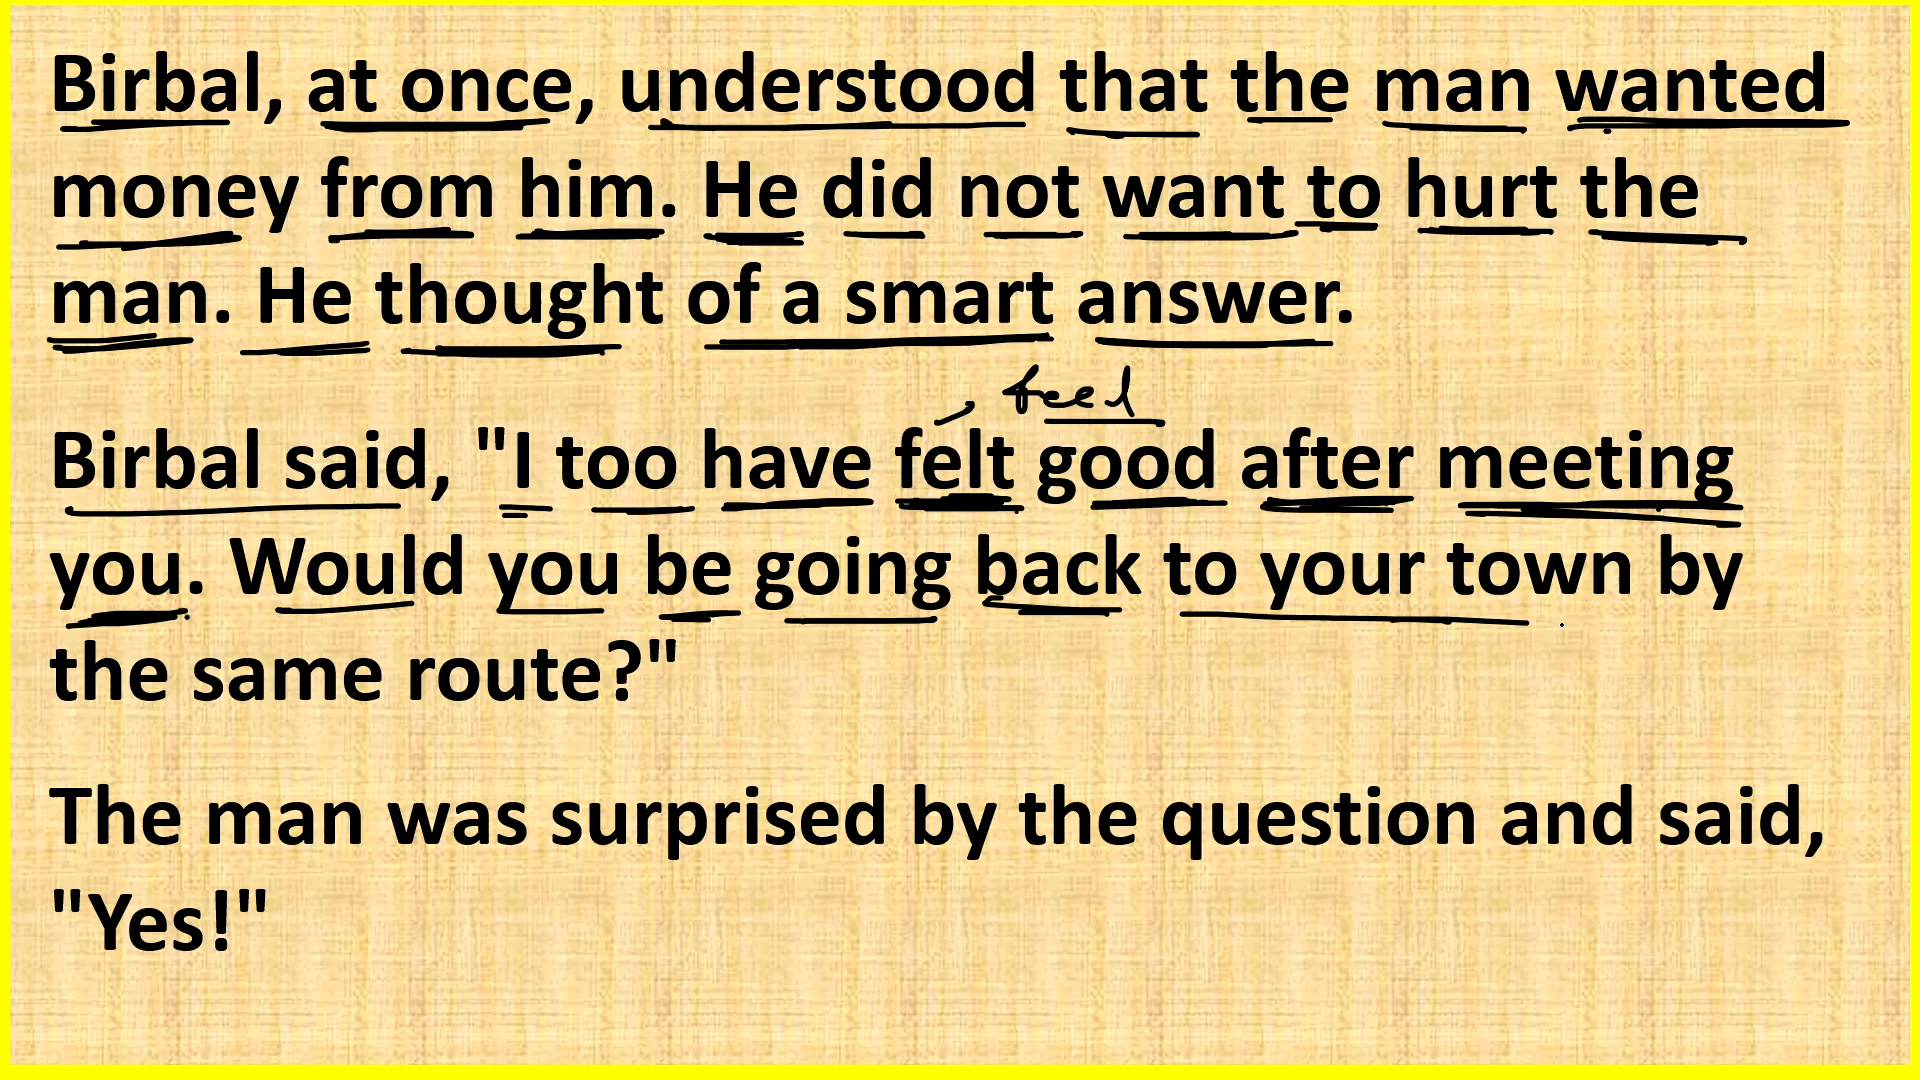 Birbal, at once, understood that the man wanted
money from him. He did not want to hurt the
man. He thought of a smart answer.
feel
Birbal said, "I too have felt good after meeting
you. Would you be going back to your town by
the same route?"
The man was surprised by the question and said,
"Yes!"